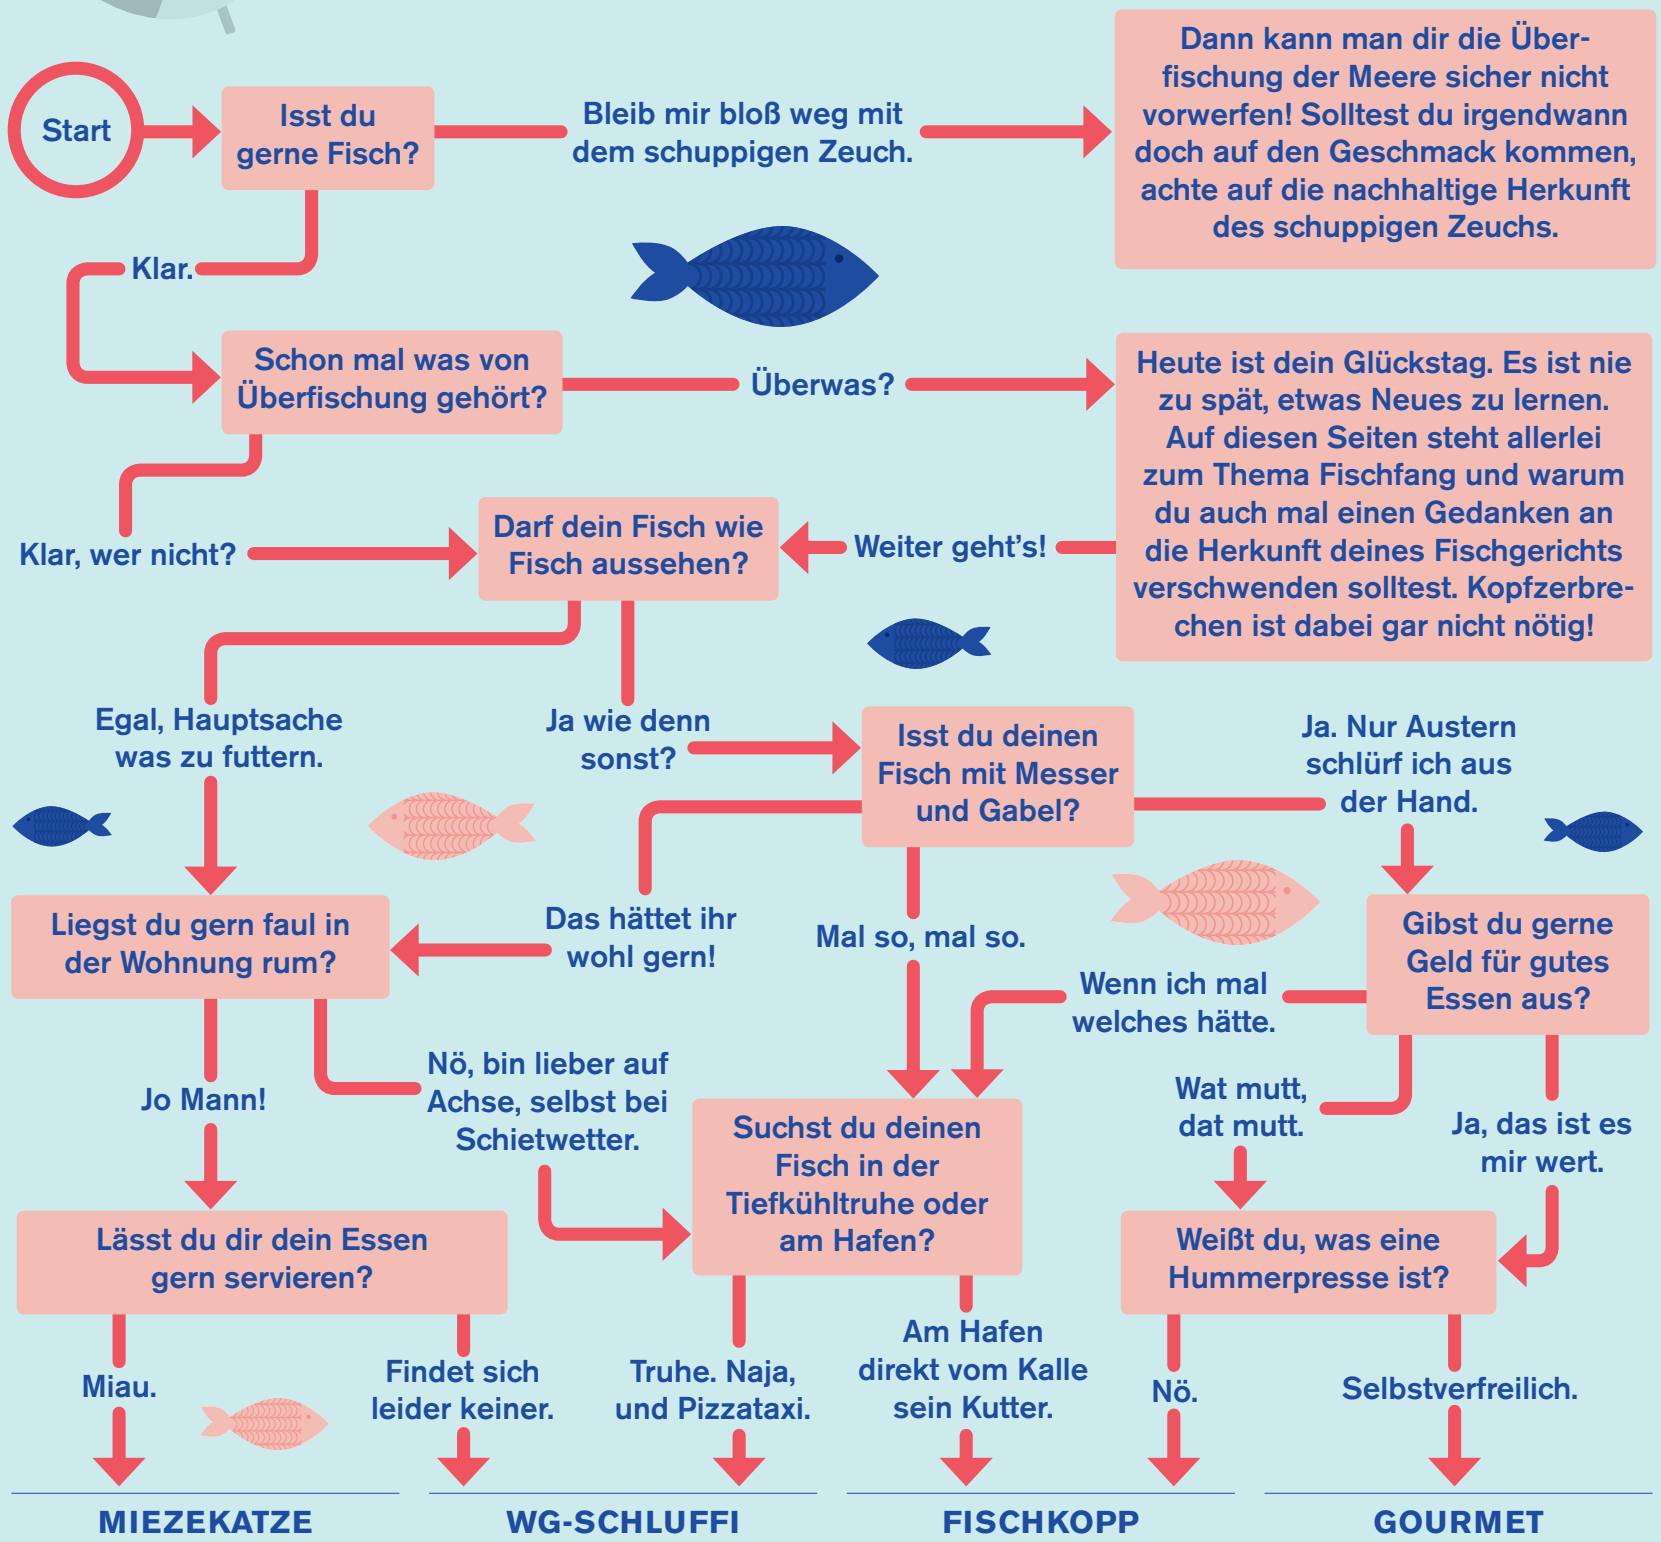 Start
Isst du
gerne Fisch?
Bleib mir bloß weg mit
dem schuppigen Zeuch.
Dann kann man dir die Über-
fischung der Meere sicher nicht
vorwerfen! Solltest du irgendwann
doch auf den Geschmack kommen,
achte auf die nachhaltige Herkunft
des schuppigen Zeuchs.
Klar.
Schon mal was von
Überfischung gehört?
Überwas?
Heute ist dein Glückstag. Es ist nie
zu spät, etwas Neues zu lernen.
Auf diesen Seiten steht allerlei
zum Thema Fischfang und warum
du auch mal einen Gedanken an
die Herkunft deines Fischgerichts
verschwenden solltest. Kopfzerbre-
chen ist dabei gar nicht nötig!
Klar, wer nicht?
Darf dein Fisch wie
Fisch aussehen?
Weiter geht's!
Egal, Hauptsache
was zu futtern.
Ja wie denn
sonst?
Isst du deinen
Fisch mit Messer
und Gabel?
Ja. Nur Austern
schlürf ich aus
der Hand.
Liegst du gern faul in
der Wohnung rum?
Das hättet ihr
wohl gern!
Mal so, mal so.
Wenn ich mal
welches hätte.
Gibst du gerne
Geld für gutes
Essen aus?
Jo Mann!
Nö, bin lieber auf
Achse, selbst bei
Schietwetter.
Suchst du deinen
Fisch in der
Tiefkühltruhe oder
am Hafen?
Wat mutt,
dat mutt.
Ja, das ist es
mir wert.
Lässt du dir dein Essen
gern servieren?
Weißt du, was eine
Hummerpresse ist?
Miau.
Findet sich
leider keiner.
Truhe. Naja,
und Pizzataxi.
Am Hafen
direkt vom Kalle
sein Kutter.
Nö.
Selbstverfreilich.
MIEZEKATZE
WG-SCHLUFFI
FISCHKOPP
GOURMET